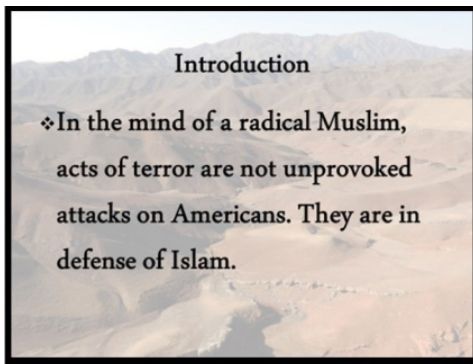 Introduction
❖In the mind of a radical Muslim,
acts of terror are not unprovoked
attacks on Americans. They are in
defense of Islam.